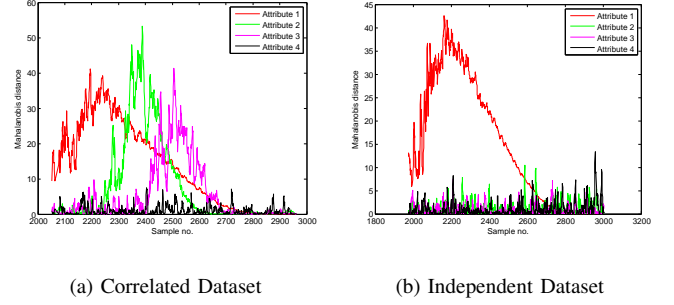 60
50
40
30
20
10
0
Mahalanobis distance
2000 2100 2200 2300 2400 2500 2600 2700 2800 2900 3000
Sample no.
Attribute 1
Attribute 2
Attribute 3
Attribute 4
(a) Correlated Dataset
45
40
35
30
25
20
15
10
5
0
Mahalanobis distance
1800 2000 2200 2400 2600 2800 3000 3200
Sample no.
Attribute 1
Attribute 2
Attribute 3
Attribute 4
(b) Independent Dataset